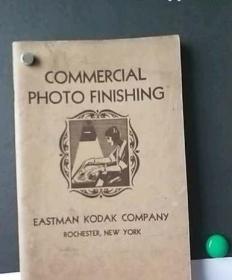 COMMERCIAL
PHOTO FINISHING
EASTMAN KODAK COMPANY
ROCHESTER, NEW YORK